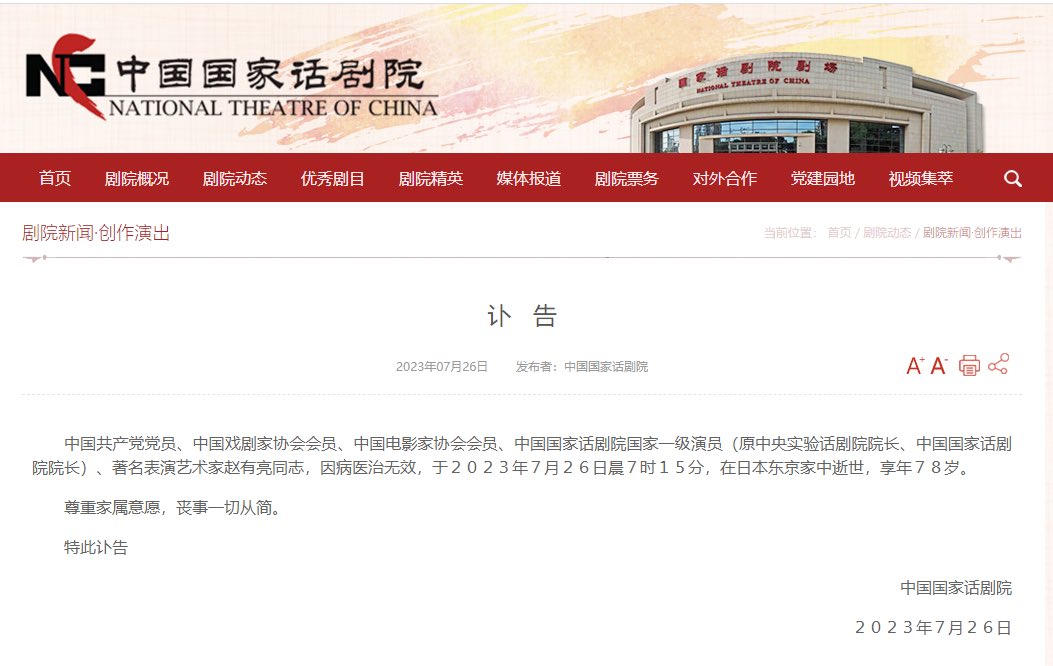 中国国家话剧院
NATIONAL THEATRE OF CHINA
国家话剧院剧场
NATIONAL THEATRE OF CHINA
首页 剧院概况 剧院动态 优秀剧目 剧院精英 媒体报道 剧院票务 对外合作 党建园地 视频集萃
剧院新闻·创作演出 当前位置： 首页 / 剧院动态 / 剧院新闻·创作演出
讣 告
2023年07月26日 发布者：中国国家话剧院 A+ A-
中国共产党党员、中国戏剧家协会会员、中国电影家协会会员、中国国家话剧院国家一级演员（原中央实验话剧院院长、中国国家话剧
院院长）、著名表演艺术家赵有亮同志，因病医治无效，于２０２３年７月２６日晨７时１５分，在日本东京家中逝世，享年７８岁。
尊重家属意愿，丧事一切从简。
特此讣告
中国国家话剧院
２０２３年７月２６日